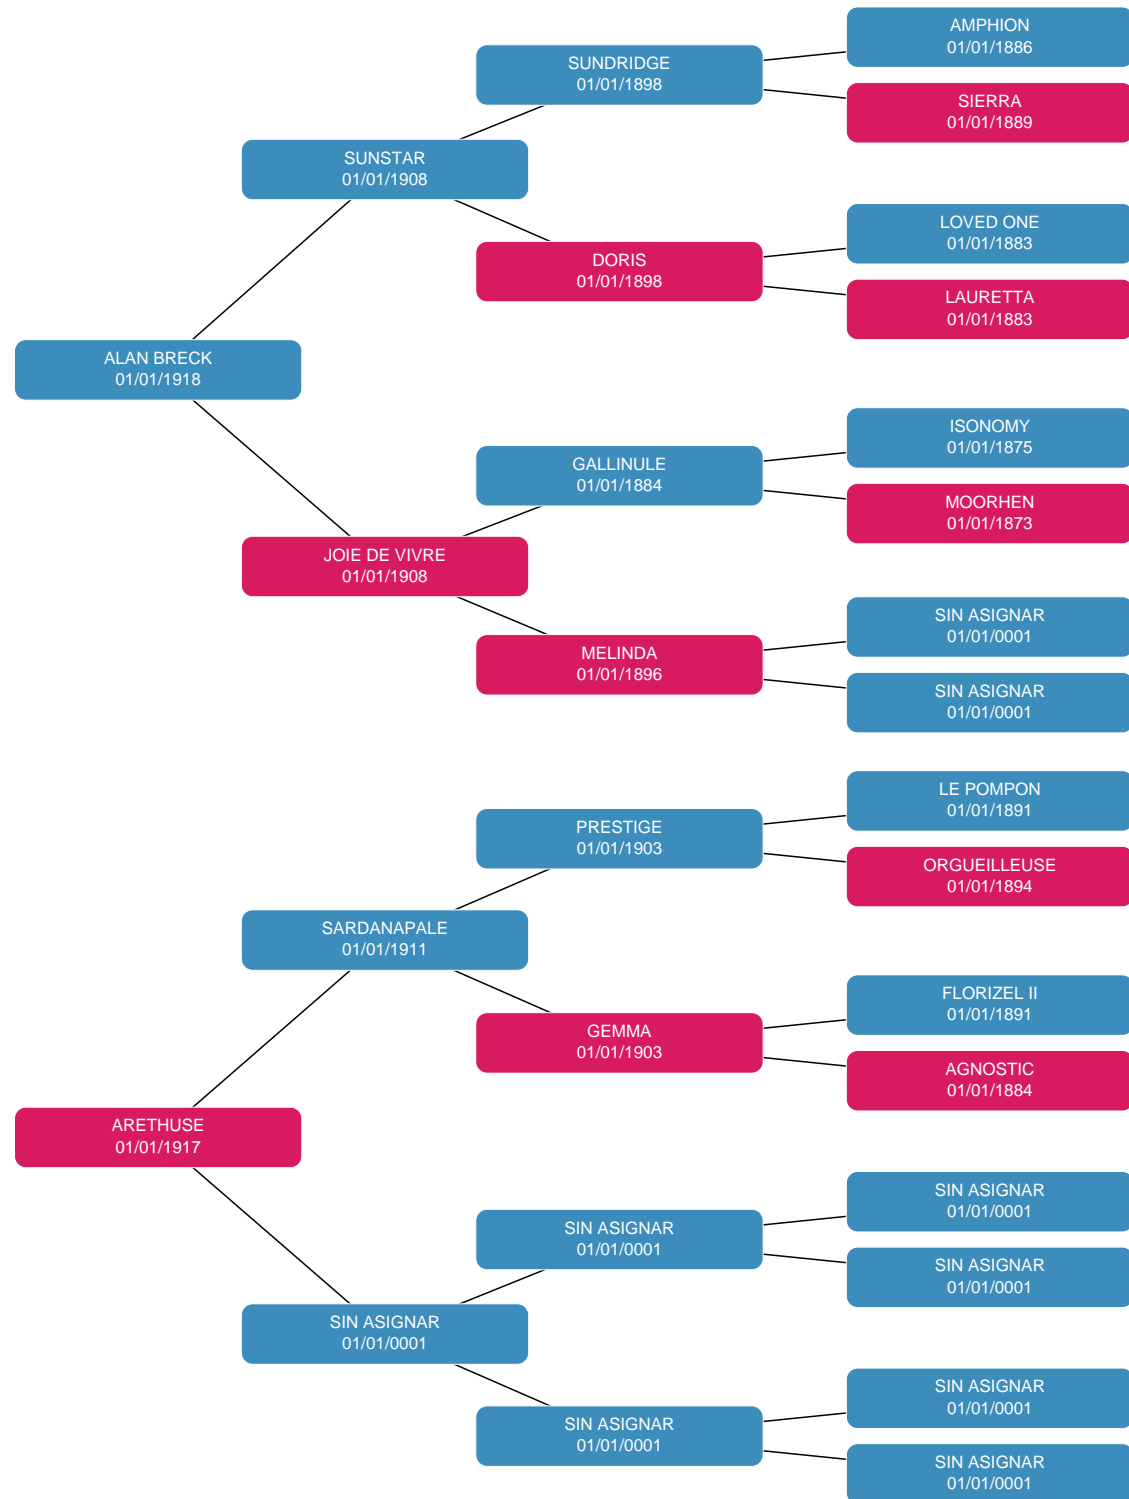 AMPHION
01/01/1886
SUNDRIDGE
01/01/1898
SIERRA
01/01/1889
SUNSTAR
01/01/1908
LOVED ONE
01/01/1883
DORIS
01/01/1898
LAURETTA
01/01/1883
ALAN BRECK
01/01/1918
ISONOMY
01/01/1875
GALLINULE
01/01/1884
MOORHEN
01/01/1873
JOIE DE VIVRE
01/01/1908
SIN ASIGNAR
01/01/0001
MELINDA
01/01/1896
SIN ASIGNAR
01/01/0001
LE POMPON
01/01/1891
PRESTIGE
01/01/1903
ORGUEILLEUSE
01/01/1894
SARDANAPALE
01/01/1911
FLORIZEL II
01/01/1891
GEMMA
01/01/1903
AGNOSTIC
01/01/1884
ARETHUSE
01/01/1917
SIN ASIGNAR
01/01/0001
SIN ASIGNAR
01/01/0001
SIN ASIGNAR
01/01/0001
SIN ASIGNAR
01/01/0001
SIN ASIGNAR
01/01/0001
SIN ASIGNAR
01/01/0001
SIN ASIGNAR
01/01/0001